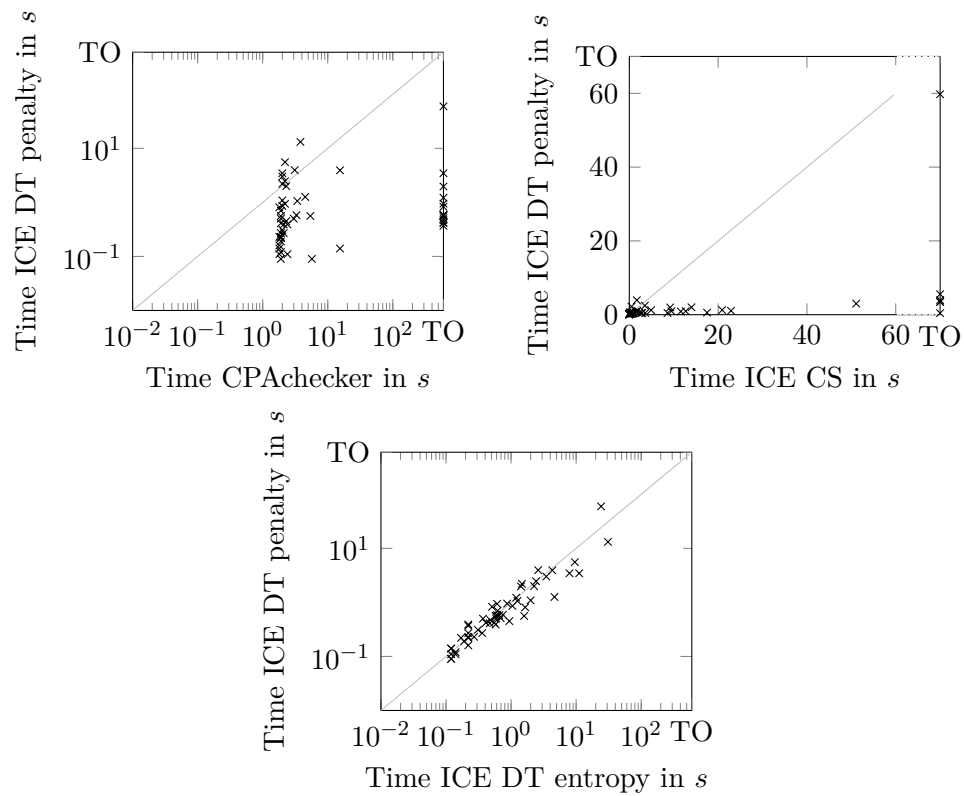 Time ICE DT penalty in s
TO
10^1
10^−1
10^−2 10^−1 10^0 10^1 10^2 TO
Time CPAchecker in s
Time ICE DT penalty in s
TO
60
40
20
0
0 20 40 60 TO
Time ICE CS in s
Time ICE DT penalty in s
TO
10^1
10^−1
10^−2 10^−1 10^0 10^1 10^2 TO
Time ICE DT entropy in s